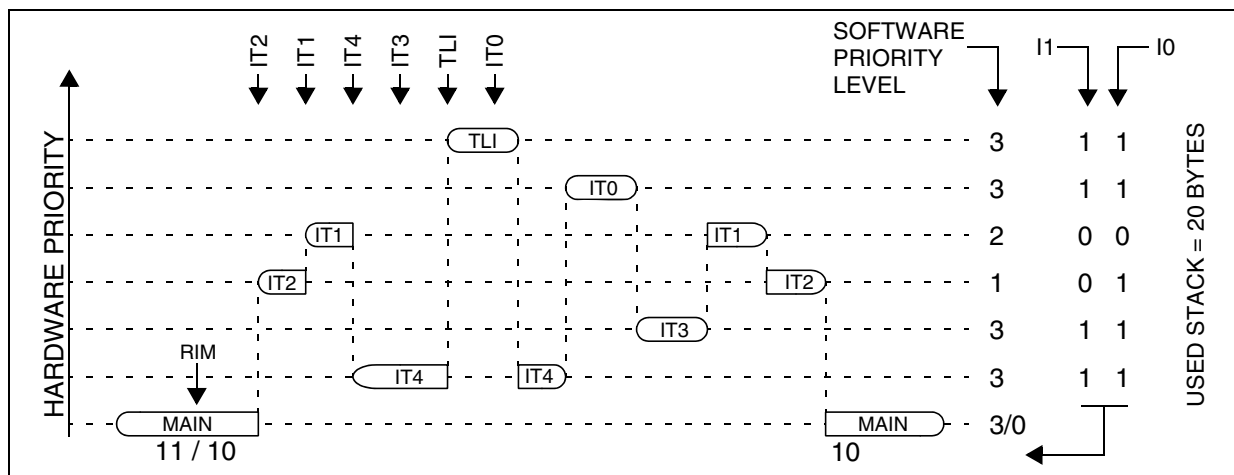 IT2
IT1
IT4
IT3
TLI
IT0
SOFTWARE
PRIORITY
LEVEL
I1
I0
HARDWARE PRIORITY
TLI
3
1 1
IT0
3
1 1
IT1
IT1
2
0 0
IT2
IT2
1
0 1
IT3
3
1 1
RIM
IT4
IT4
3
1 1
MAIN
MAIN
3/0
11 / 10
10
USED STACK = 20 BYTES